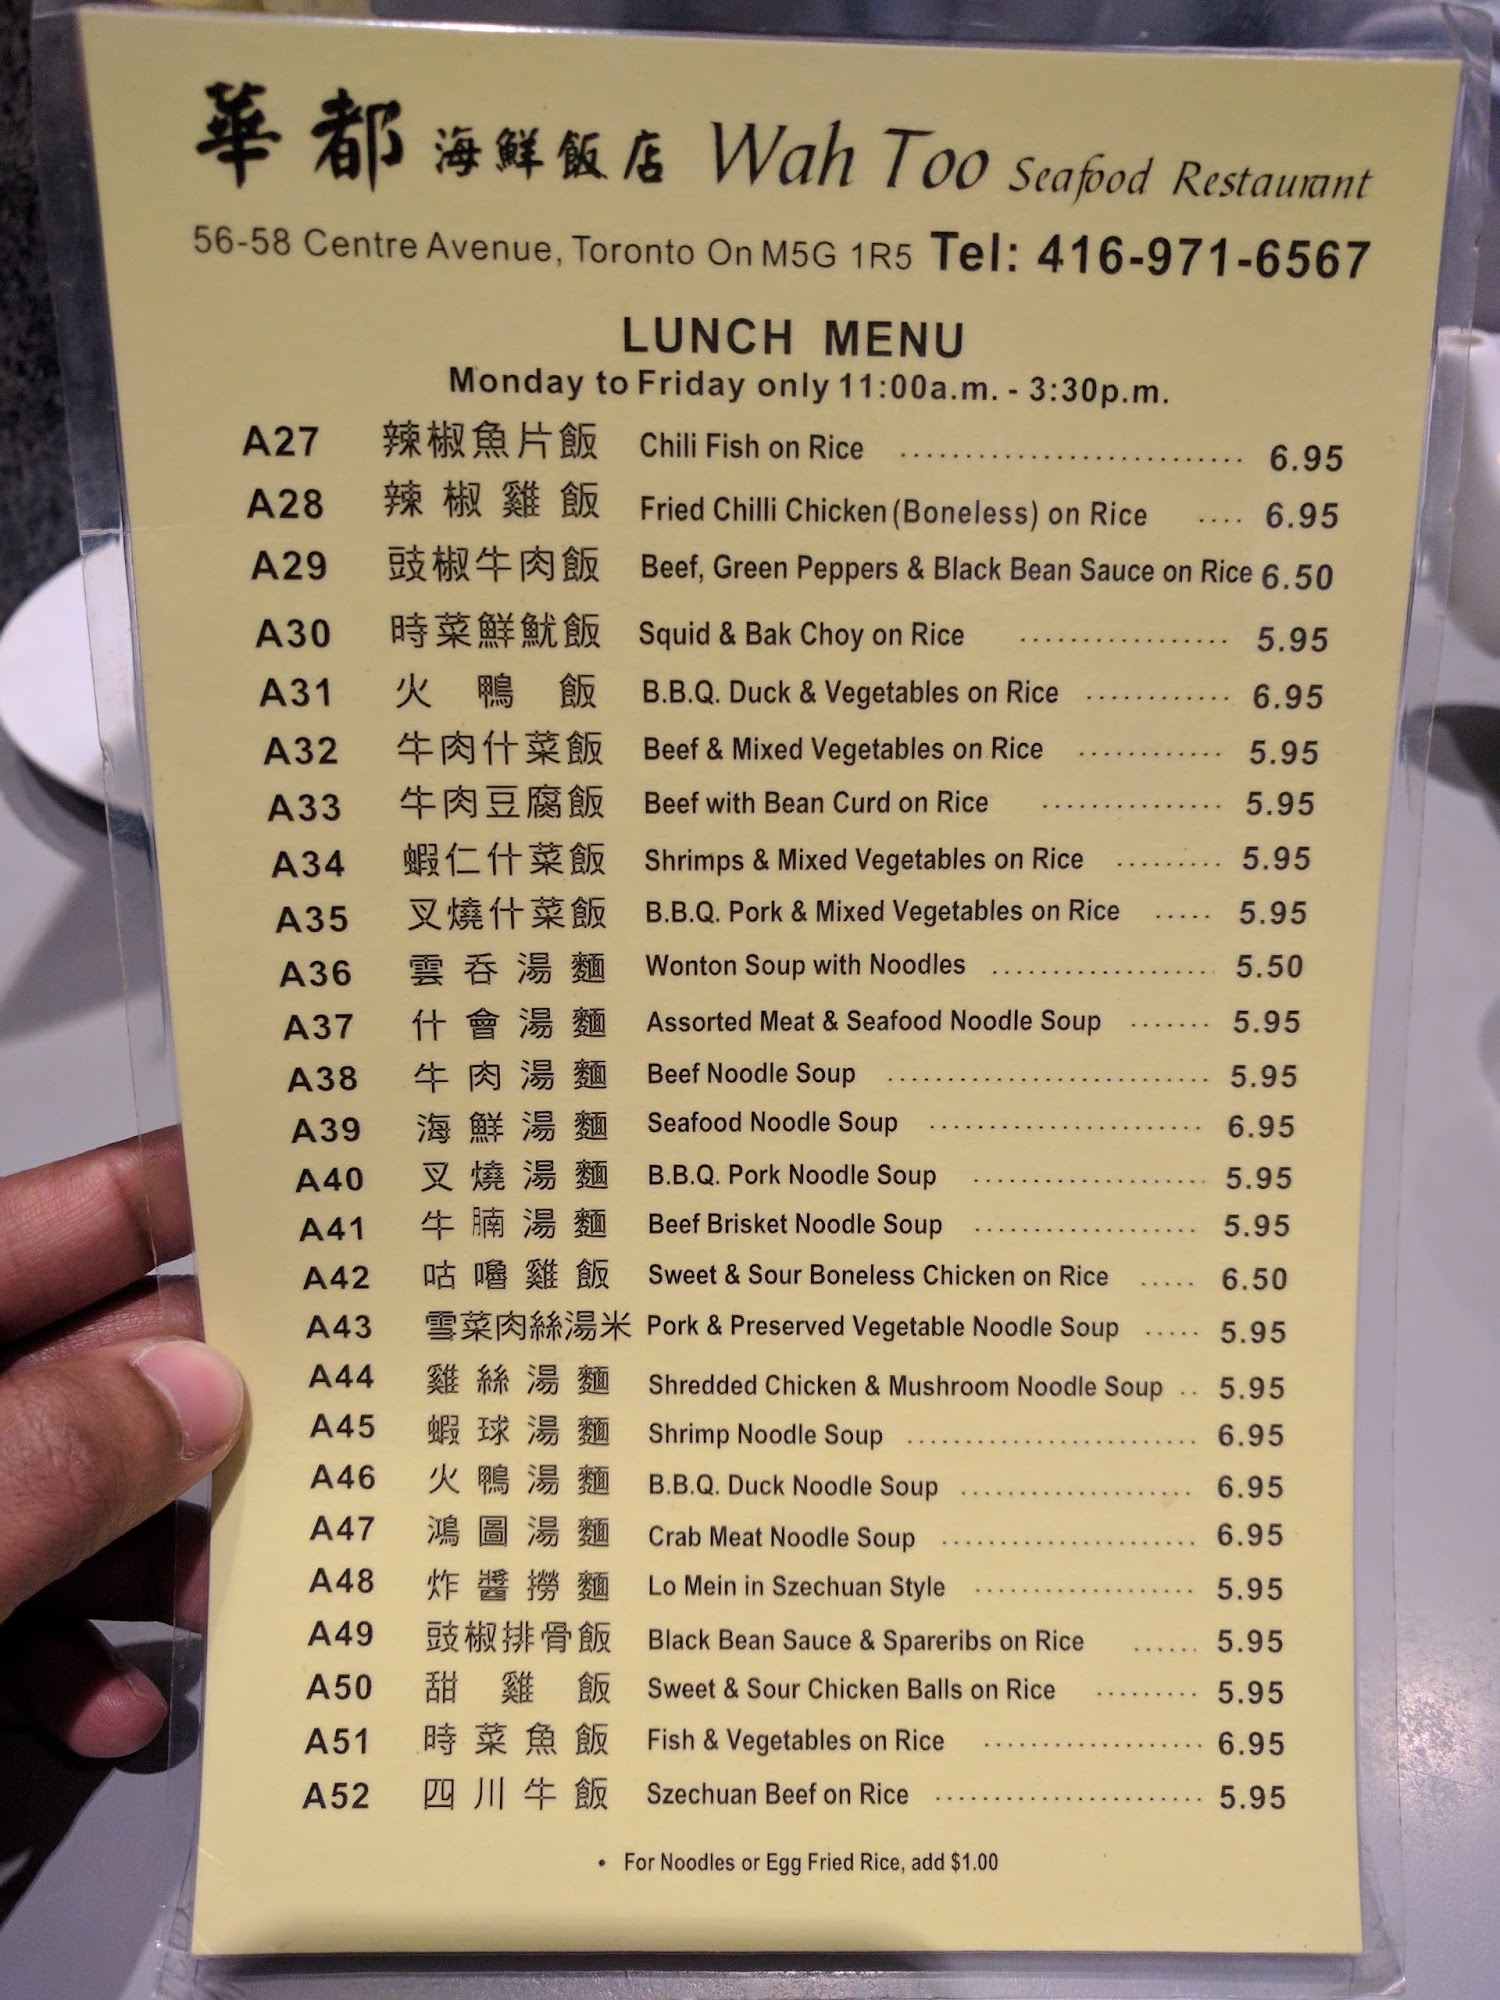 華都 海鮮飯店 Wah Too Seafood Restaurant
56-58 Centre Avenue, Toronto On M5G 1R5 Tel: 416-971-6567
LUNCH MENU
Monday to Friday only 11:00a.m. - 3:30p.m.
A27 辣椒魚片飯 Chili Fish on Rice 6.95
A28 辣椒雞飯 Fried Chilli Chicken (Boneless) on Rice 6.95
A29 豉椒牛肉飯 Beef, Green Peppers & Black Bean Sauce on Rice 6.50
A30 時菜鮮魷飯 Squid & Bak Choy on Rice 5.95
A31 火鴨飯 B.B.Q. Duck & Vegetables on Rice 6.95
A32 牛肉什菜飯 Beef & Mixed Vegetables on Rice 5.95
A33 牛肉豆腐飯 Beef with Bean Curd on Rice 5.95
A34 蝦仁什菜飯 Shrimps & Mixed Vegetables on Rice 5.95
A35 叉燒什菜飯 B.B.Q. Pork & Mixed Vegetables on Rice 5.95
A36 雲吞湯麵 Wonton Soup with Noodles 5.50
A37 什會湯麵 Assorted Meat & Seafood Noodle Soup 5.95
A38 牛肉湯麵 Beef Noodle Soup 5.95
A39 海鮮湯麵 Seafood Noodle Soup 6.95
A40 叉燒湯麵 B.B.Q. Pork Noodle Soup 5.95
A41 牛腩湯麵 Beef Brisket Noodle Soup 5.95
A42 咕嚕雞飯 Sweet & Sour Boneless Chicken on Rice 6.50
A43 雪菜肉絲湯米 Pork & Preserved Vegetable Noodle Soup 5.95
A44 雞絲湯麵 Shredded Chicken & Mushroom Noodle Soup 5.95
A45 蝦球湯麵 Shrimp Noodle Soup 6.95
A46 火鴨湯麵 B.B.Q. Duck Noodle Soup 6.95
A47 鴻圖湯麵 Crab Meat Noodle Soup 6.95
A48 炸醬撈麵 Lo Mein in Szechuan Style 5.95
A49 豉椒排骨飯 Black Bean Sauce & Spareribs on Rice 5.95
A50 甜雞飯 Sweet & Sour Chicken Balls on Rice 5.95
A51 時菜魚飯 Fish & Vegetables on Rice 6.95
A52 四川牛飯 Szechuan Beef on Rice 5.95
• For Noodles or Egg Fried Rice, add $1.00